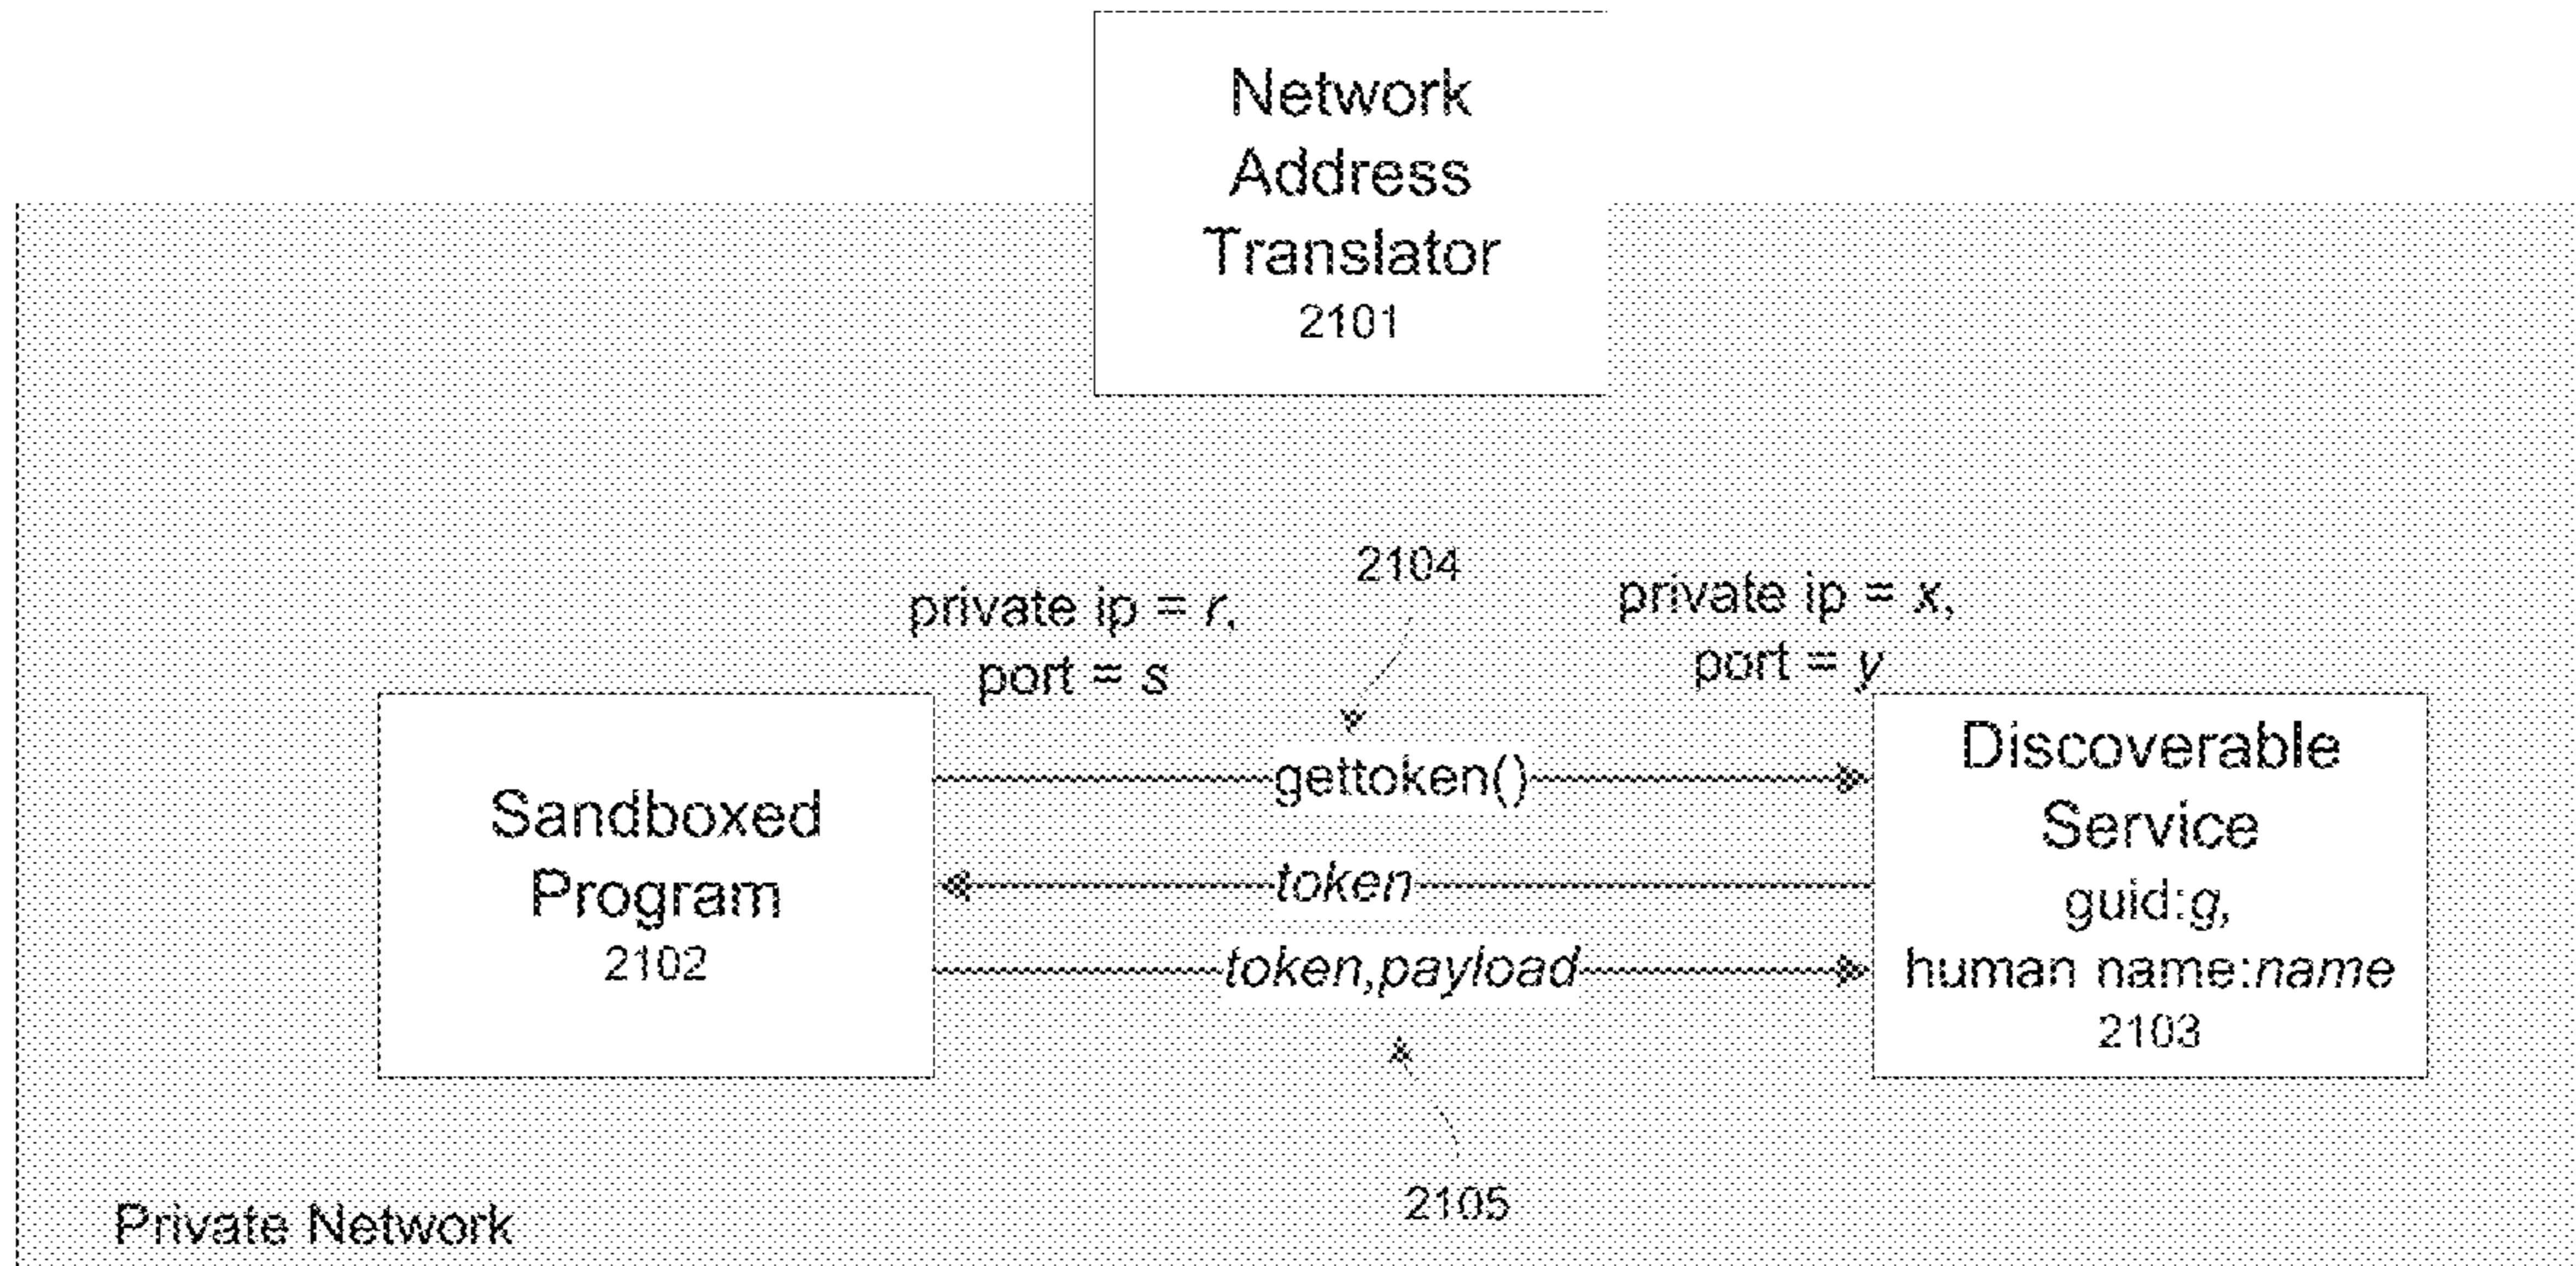 Network
Address
Translator
2101
2104
private ip = r,
port = s
private ip = x,
port = y
Sandboxed
Program
2102
gettoken()
token
token,payload
Discoverable
Service
guid:g,
human name:name
2103
2105
Private Network